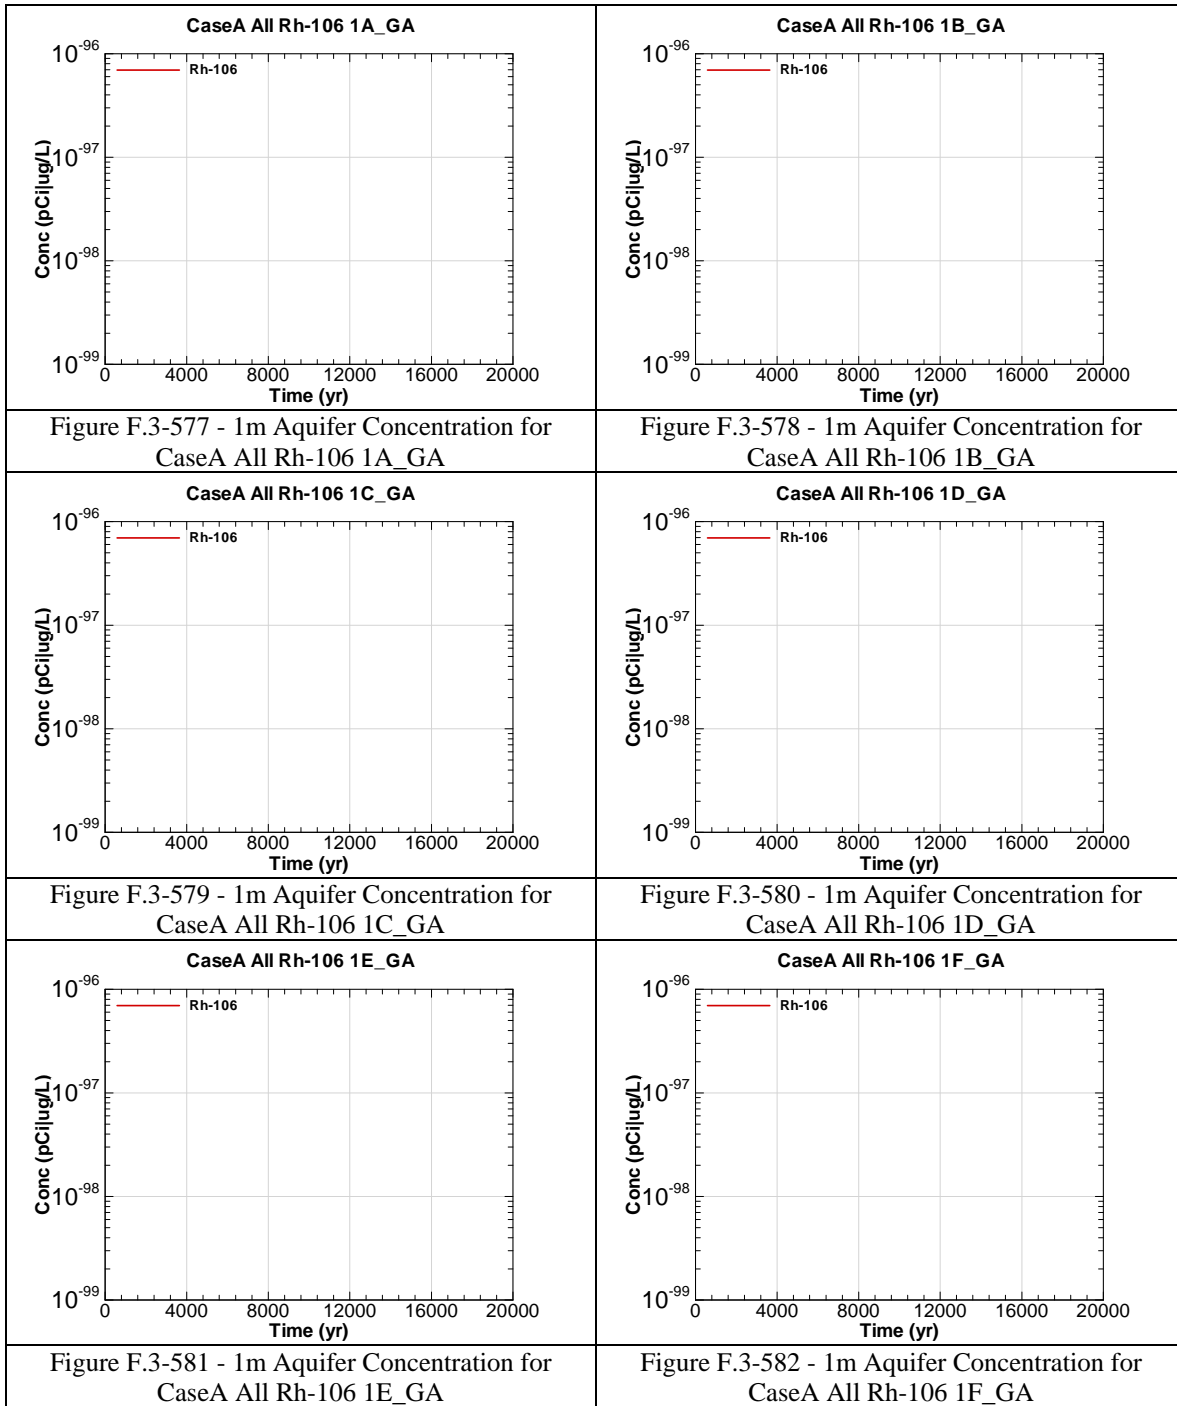 CaseA All Rh-106 1A_GA
10-96
Rh-106
10-97
Conc (pCi|ug/L)
10-98
10-99
0 4000 8000 12000 16000 20000
Time (yr)
Figure F.3-577 - 1m Aquifer Concentration for
CaseA All Rh-106 1A_GA
CaseA All Rh-106 1B_GA
10-96
Rh-106
10-97
Conc (pCi|ug/L)
10-98
10-99
0 4000 8000 12000 16000 20000
Time (yr)
Figure F.3-578 - 1m Aquifer Concentration for
CaseA All Rh-106 1B_GA
CaseA All Rh-106 1C_GA
10-96
Rh-106
10-97
Conc (pCi|ug/L)
10-98
10-99
0 4000 8000 12000 16000 20000
Time (yr)
Figure F.3-579 - 1m Aquifer Concentration for
CaseA All Rh-106 1C_GA
CaseA All Rh-106 1D_GA
10-96
Rh-106
10-97
Conc (pCi|ug/L)
10-98
10-99
0 4000 8000 12000 16000 20000
Time (yr)
Figure F.3-580 - 1m Aquifer Concentration for
CaseA All Rh-106 1D_GA
CaseA All Rh-106 1E_GA
10-96
Rh-106
10-97
Conc (pCi|ug/L)
10-98
10-99
0 4000 8000 12000 16000 20000
Time (yr)
Figure F.3-581 - 1m Aquifer Concentration for
CaseA All Rh-106 1E_GA
CaseA All Rh-106 1F_GA
10-96
Rh-106
10-97
Conc (pCi|ug/L)
10-98
10-99
0 4000 8000 12000 16000 20000
Time (yr)
Figure F.3-582 - 1m Aquifer Concentration for
CaseA All Rh-106 1F_GA